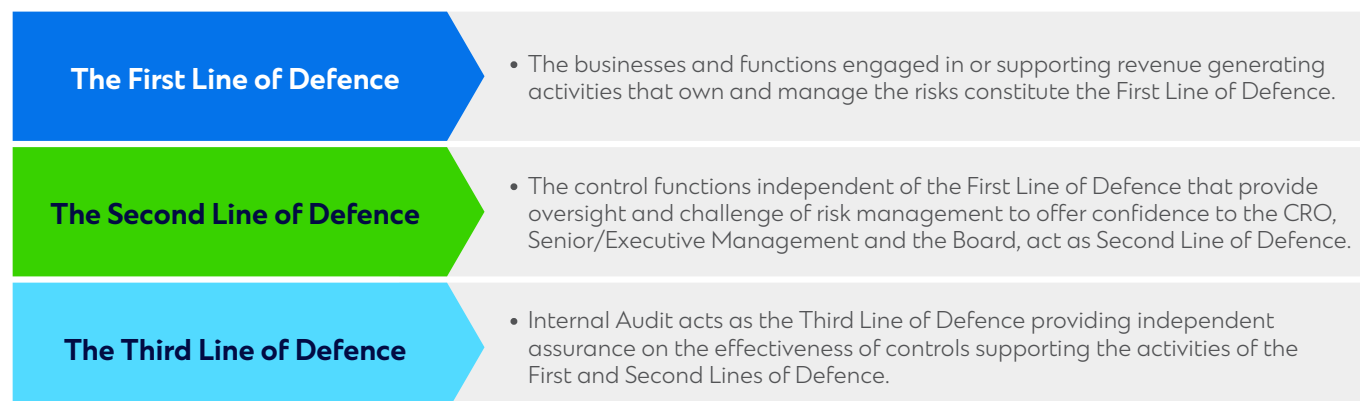 The First Line of Defence
• The businesses and functions engaged in or supporting revenue generating
activities that own and manage the risks constitute the First Line of Defence.
The Second Line of Defence
• The control functions independent of the First Line of Defence that provide
oversight and challenge of risk management to offer confidence to the CRO,
Senior/Executive Management and the Board, act as Second Line of Defence.
The Third Line of Defence
• Internal Audit acts as the Third Line of Defence providing independent
assurance on the effectiveness of controls supporting the activities of the
First and Second Lines of Defence.